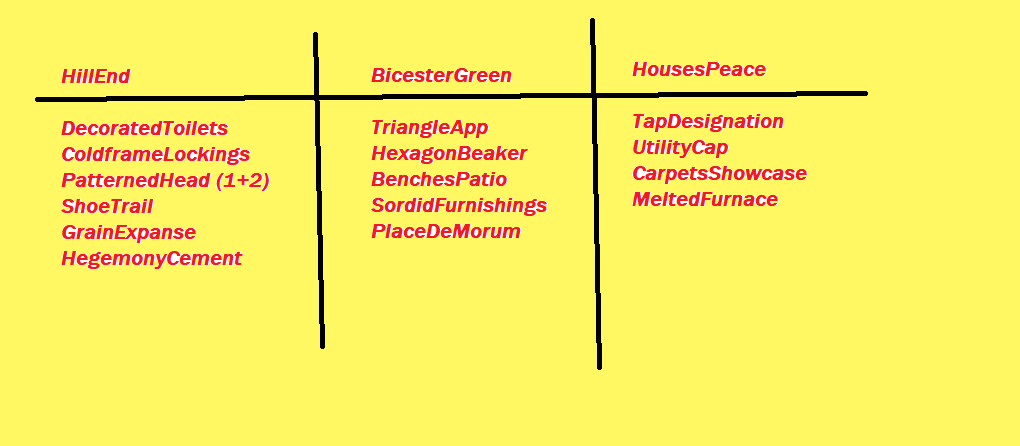 HillEnd
DecoratedToilets
ColdframeLockings
PatternedHead (1+2)
ShoeTrail
GrainExpanse
HegemonyCement
BicesterGreen
TriangleApp
HexagonBeaker
BenchesPatio
SordidFurnishings
PlaceDeMorum
HousesPeace
TapDesignation
UtilityCap
CarpetsShowcase
MeltedFurnace